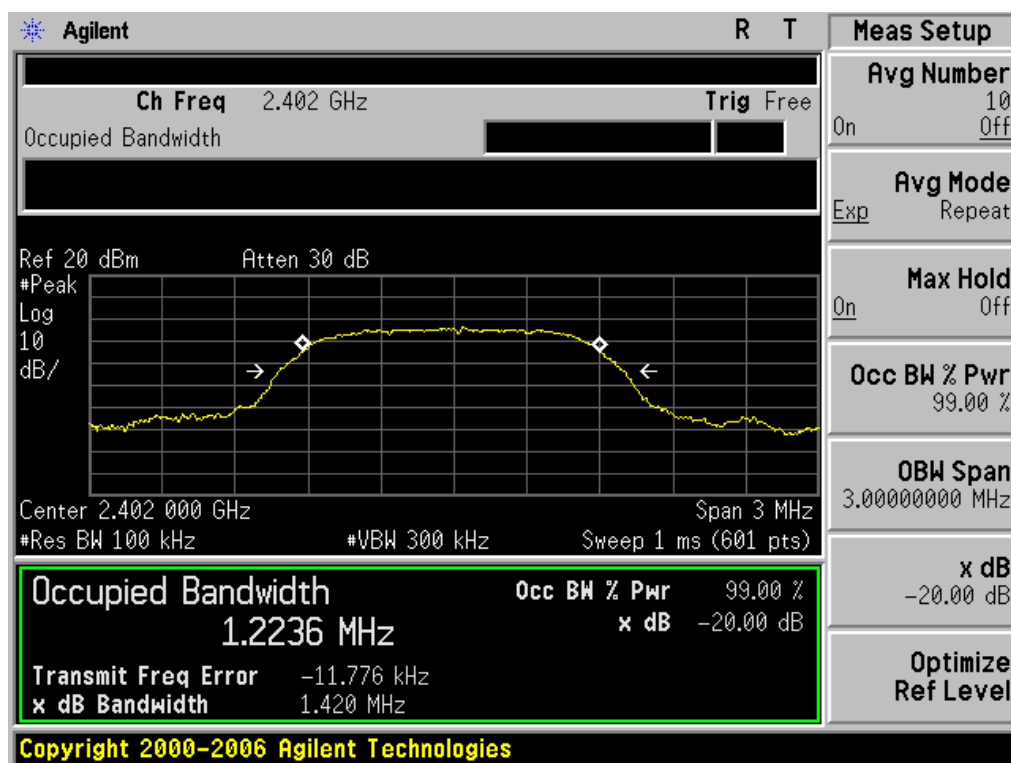 Agilent R T
Ch Freq 2.402 GHz Trig Free
Occupied Bandwidth
Ref 20 dBm Atten 30 dB
#Peak
Log
10
dB/
Center 2.402 000 GHz Span 3 MHz
#Res BW 100 kHz #VBW 300 kHz Sweep 1 ms (601 pts)
Occupied Bandwidth Occ BW % Pwr 99.00 %
1.2236 MHz x dB -20.00 dB
Transmit Freq Error -11.776 kHz
x dB Bandwidth 1.420 MHz
Copyright 2000-2006 Agilent Technologies
Meas Setup
Avg Number
10
On Off
Avg Mode
Exp Repeat
Max Hold
On Off
Occ BW % Pwr
99.00 %
OBW Span
3.00000000 MHz
x dB
-20.00 dB
Optimize
Ref Level